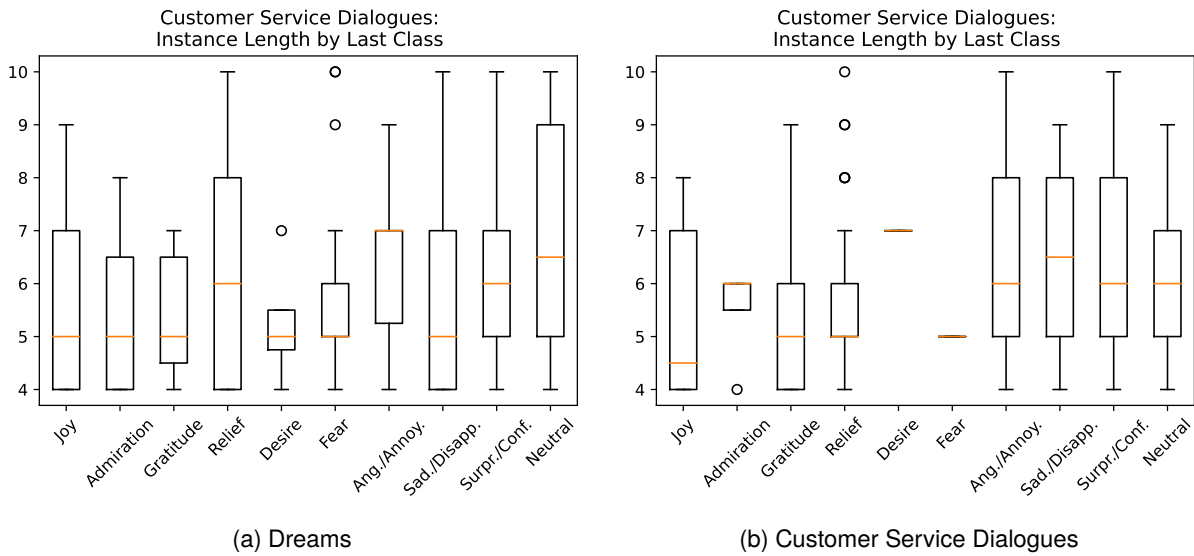 Customer Service Dialogues:
Instance Length by Last Class
10
9
8
7
6
5
4
Joy
Admiration
Gratitude
Relief
Desire
Fear
Ang./Annoy.
Sad./Disapp.
Surpr./Conf.
Neutral
(a) Dreams
Customer Service Dialogues:
Instance Length by Last Class
10
9
8
7
6
5
4
Joy
Admiration
Gratitude
Relief
Desire
Fear
Ang./Annoy.
Sad./Disapp.
Surpr./Conf.
Neutral
(b) Customer Service Dialogues